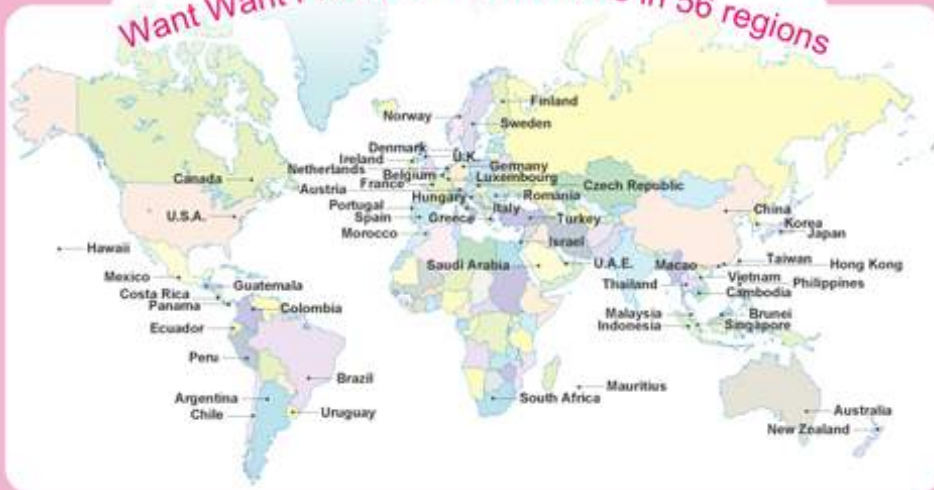 Want Want in 56 regions
Finland
Norway
Sweden
Denmark
U.K.
Ireland
Germany
Netherlands
Belgium
Luxembourg
Canada
France
Czech Republic
Austria
Hungary
Romania
Portugal
Italy
China
U.S.A.
Spain
Greece
Turkey
Korea
Morocco
Japan
Hawaii
Israel
Taiwan
Saudi Arabia
U.A.E.
Macao
Hong Kong
Mexico
Vietnam
Guatemala
Thailand
Philippines
Costa Rica
Cambodia
Panama
Colombia
Malaysia
Brunei
Ecuador
Indonesia
Singapore
Peru
Brazil
Mauritius
Argentina
South Africa
Chile
Uruguay
Australia
New Zealand